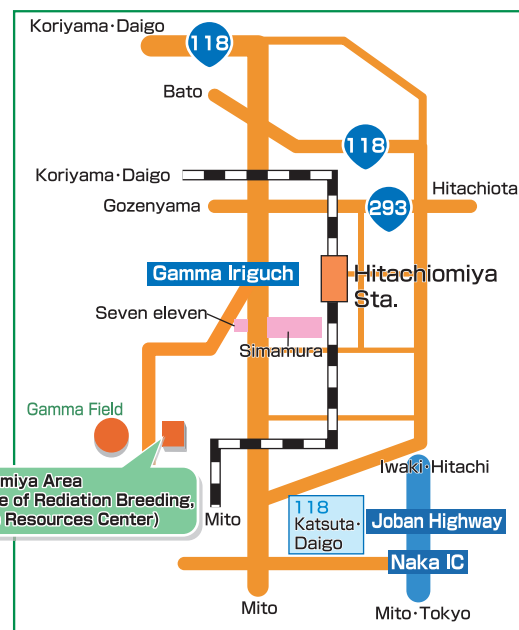 Koriyama·Daigo
118
Bato
118
Koriyama·Daigo
Gozenyama
293
Hitachiota
Gamma Iriguch
Hitachiomiya
Sta.
Seven eleven
Simamura
Gamma Field
miya Area
e of Radiation Breeding,
Resources Center)
Mito
Iwaki·Hitachi
118
Katsuta·
Daigo
Joban Highway
Naka IC
Mito
Mito·Tokyo